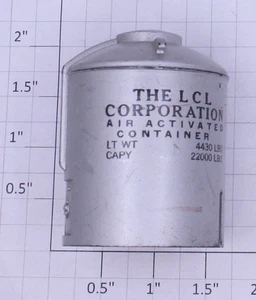 2"
1.5"
1"
0.5"
THE LCL
CORPORATION
AIR ACTIVATED
CONTAINER
LT WT 4430 LBS
CAPY 22000 LBS
0.5" 1" 1.5" 2"